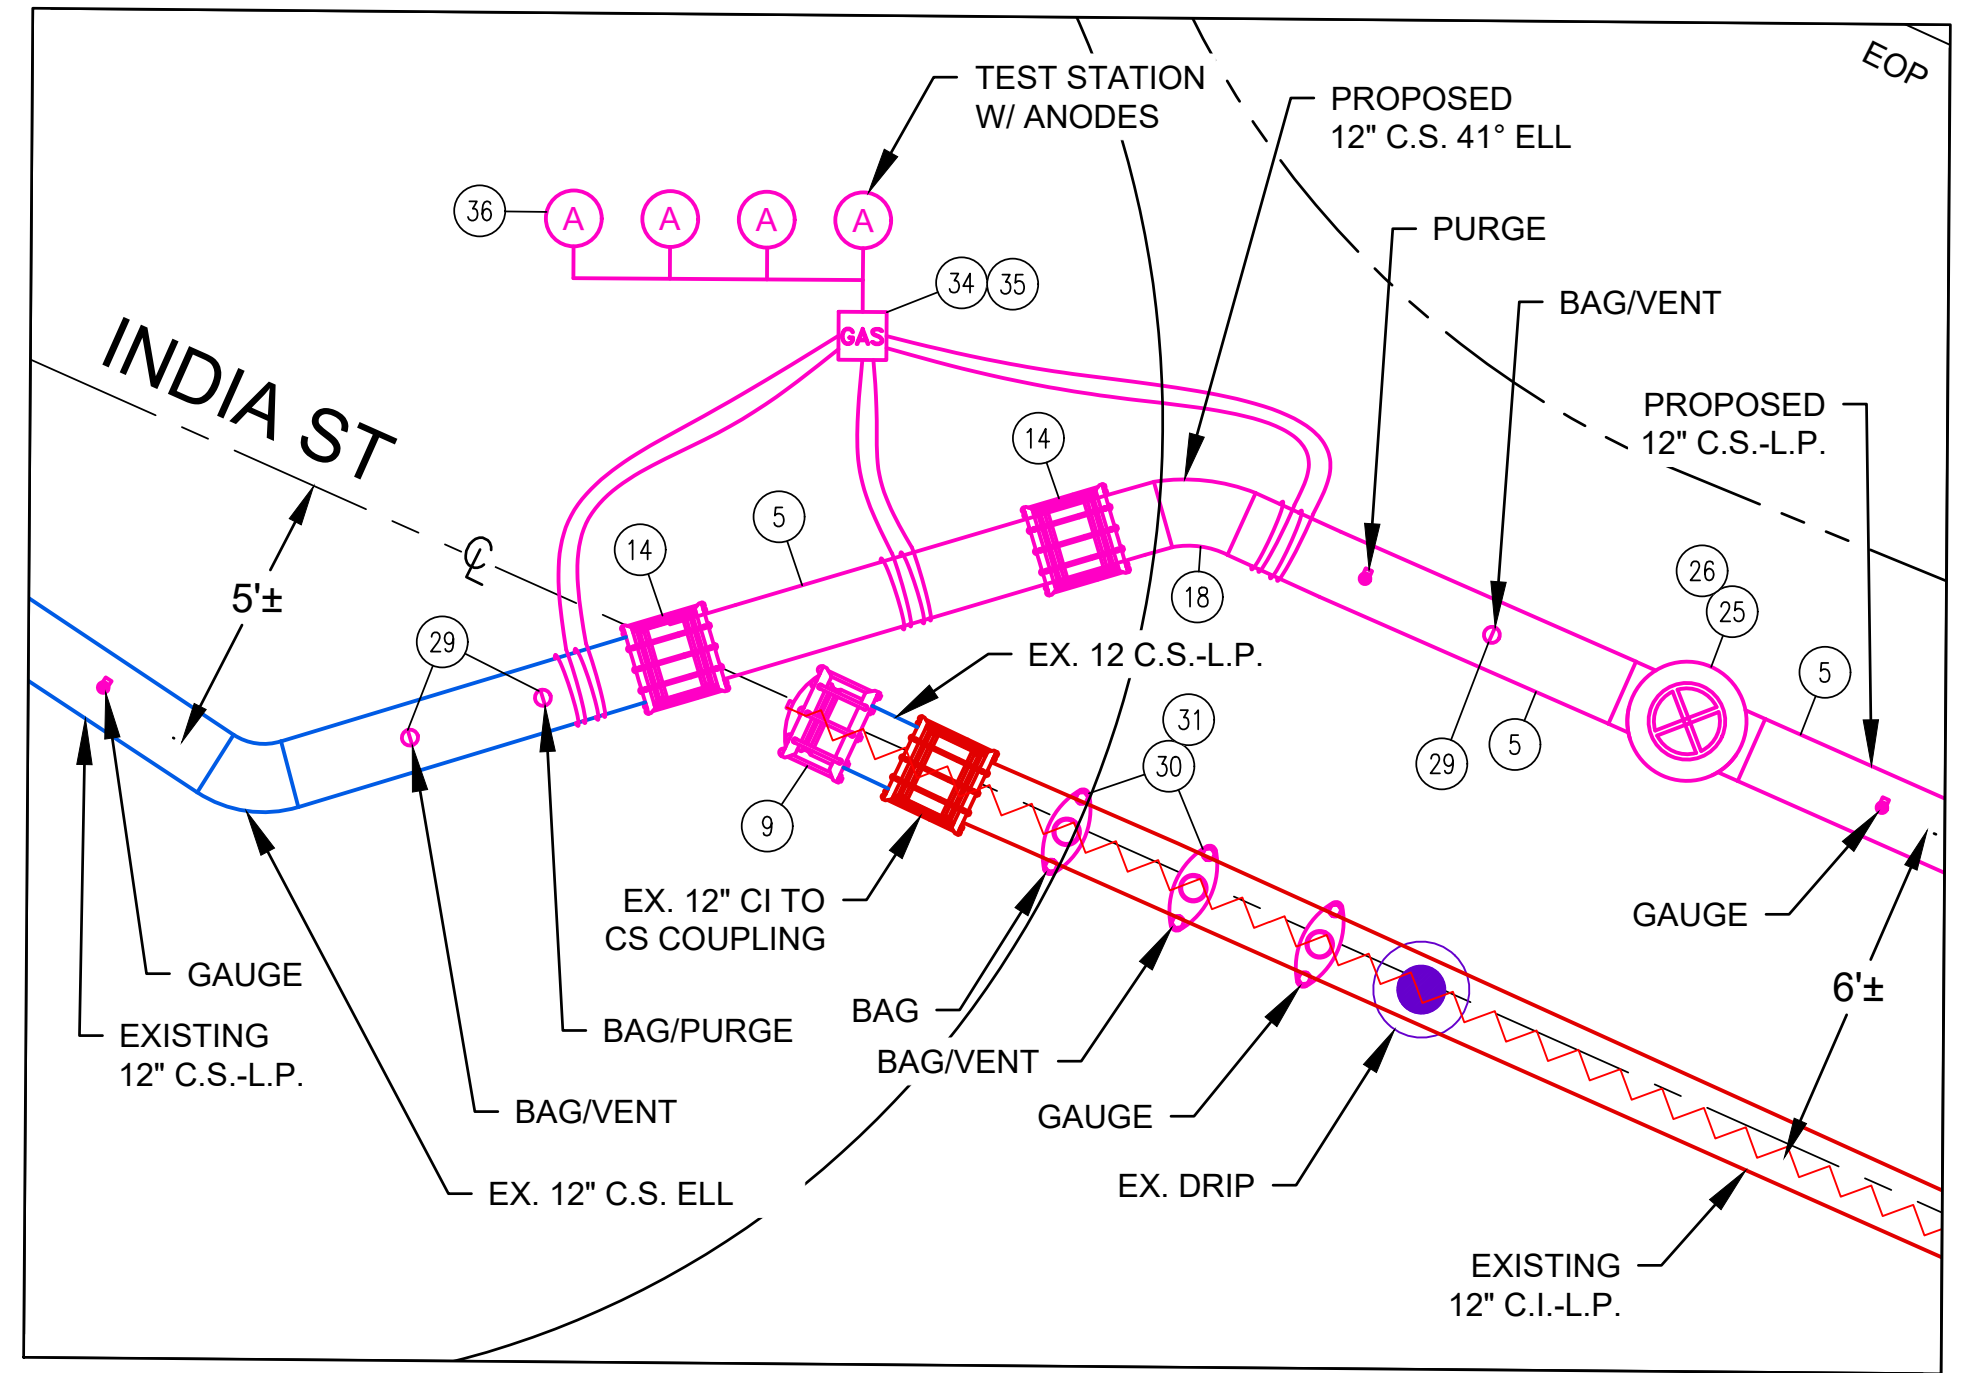 EOP
TEST STATION
W/ ANODES
PROPOSED
12" C.S. 41° ELL
36
A
A
A
A
PURGE
34
35
BAG/VENT
GAS
INDIA ST
PROPOSED
12" C.S.-L.P.
14
5
14
℄
26
5'±
18
25
29
EX. 12 C.S.-L.P.
5
31
5
29
30
9
EX. 12" CI TO
CS COUPLING
GAUGE
GAUGE
6'±
BAG
EXISTING
12" C.S.-L.P.
BAG/PURGE
BAG/VENT
BAG/VENT
GAUGE
EX. DRIP
EX. 12" C.S. ELL
EXISTING
12" C.I.-L.P.